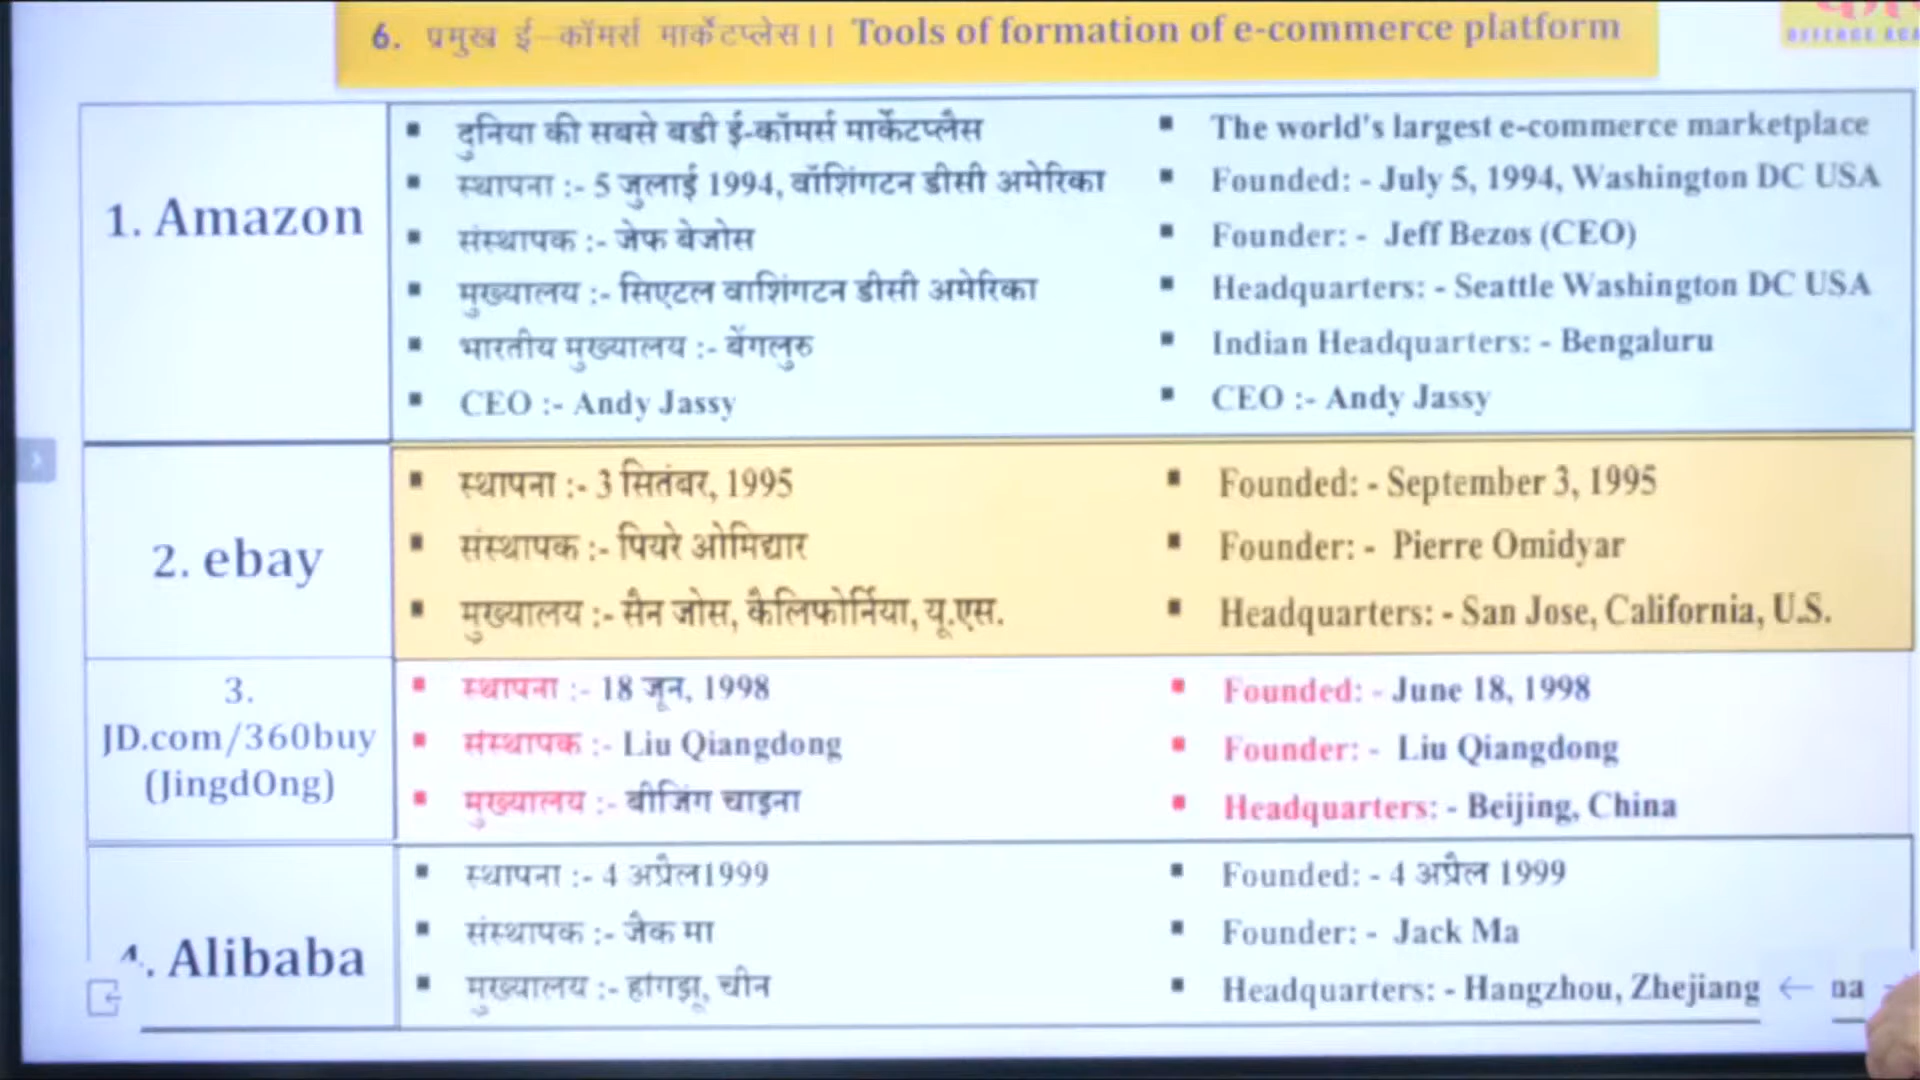 6. प्रमुख ई-कॉमर्स मार्केटप्लेस।। Tools of formation of e-commerce platform
1. Amazon
▪ दुनिया की सबसे बडी ई-कॉमर्स मार्केटप्लैस
▪ स्थापना :- 5 जुलाई 1994, वॉशिंगटन डीसी अमेरिका
▪ संस्थापक :- जेफ बेजोस
▪ मुख्यालय :- सिएटल वाशिंगटन डीसी अमेरिका
▪ भारतीय मुख्यालय :- बेंगलुरु
▪ CEO :- Andy Jassy
▪ The world's largest e-commerce marketplace
▪ Founded: - July 5, 1994, Washington DC USA
▪ Founder: - Jeff Bezos (CEO)
▪ Headquarters: - Seattle Washington DC USA
▪ Indian Headquarters: - Bengaluru
▪ CEO :- Andy Jassy
2. ebay
▪ स्थापना :- 3 सितंबर, 1995
▪ संस्थापक :- पियरे ओमिद्यार
▪ मुख्यालय :- सैन जोस, कैलिफोर्निया, यू.एस.
▪ Founded: - September 3, 1995
▪ Founder: - Pierre Omidyar
▪ Headquarters: - San Jose, California, U.S.
3.
JD.com/360buy
(JingdOng)
▪ स्थापना :- 18 जून, 1998
▪ संस्थापक :- Liu Qiangdong
▪ मुख्यालय :- बीजिंग चाइना
▪ Founded: - June 18, 1998
▪ Founder: - Liu Qiangdong
▪ Headquarters: - Beijing, China
4. Alibaba
▪ स्थापना :- 4 अप्रैल1999
▪ संस्थापक :- जैक मा
▪ मुख्यालय :- हांगझू, चीन
▪ Founded: - 4 अप्रैल 1999
▪ Founder: - Jack Ma
▪ Headquarters: - Hangzhou, Zhejiang ← na